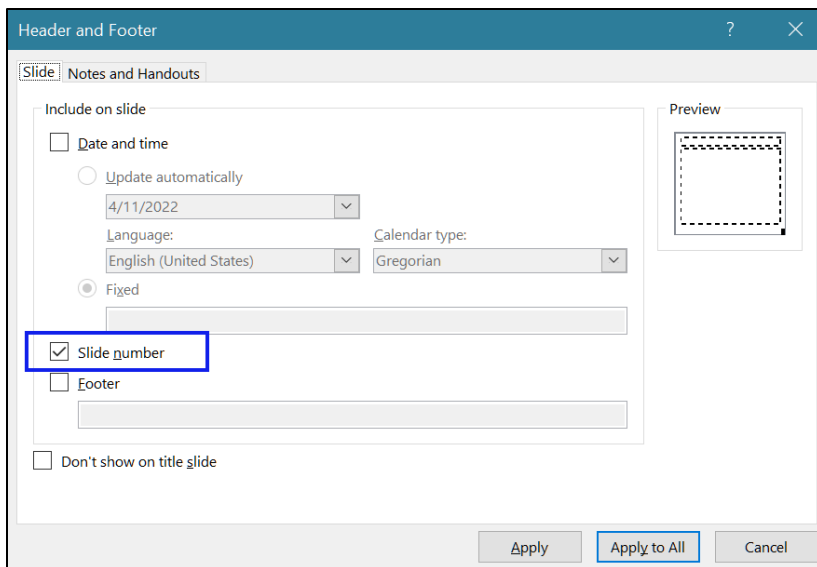 Header and Footer ?
Slide Notes and Handouts
Include on slide
Preview
Date and time
Update automatically
4/11/2022
Language: Calendar type:
English (United States) Gregorian
Fixed
Slide number
Footer
Don't show on title slide
Apply Apply to All Cancel